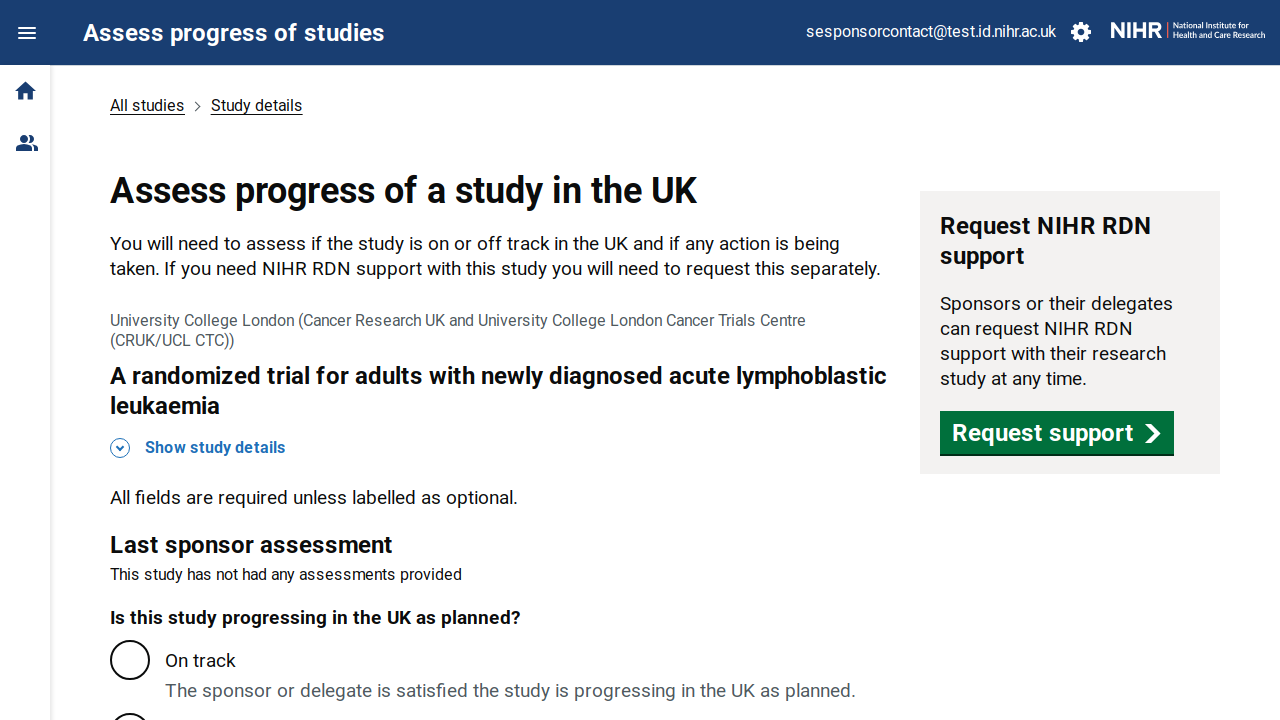 Assess progress of studies
sesponsorcontact@test.id.nihr.ac.uk
NIHR
National Institute for
Health and Care Research
All studies
Study details
Assess progress of a study in the UK
You will need to assess if the study is on or off track in the UK and if any action is being
taken. If you need NIHR RDN support with this study you will need to request this separately.
University College London (Cancer Research UK and University College London Cancer Trials Centre
(CRUK/UCL CTC))
A randomized trial for adults with newly diagnosed acute lymphoblastic
leukaemia
Show study details
All fields are required unless labelled as optional.
Last sponsor assessment
This study has not had any assessments provided
Is this study progressing in the UK as planned?
On track
The sponsor or delegate is satisfied the study is progressing in the UK as planned.
Request NIHR RDN
support
Sponsors or their delegates
can request NIHR RDN
support with their research
study at any time.
Request support